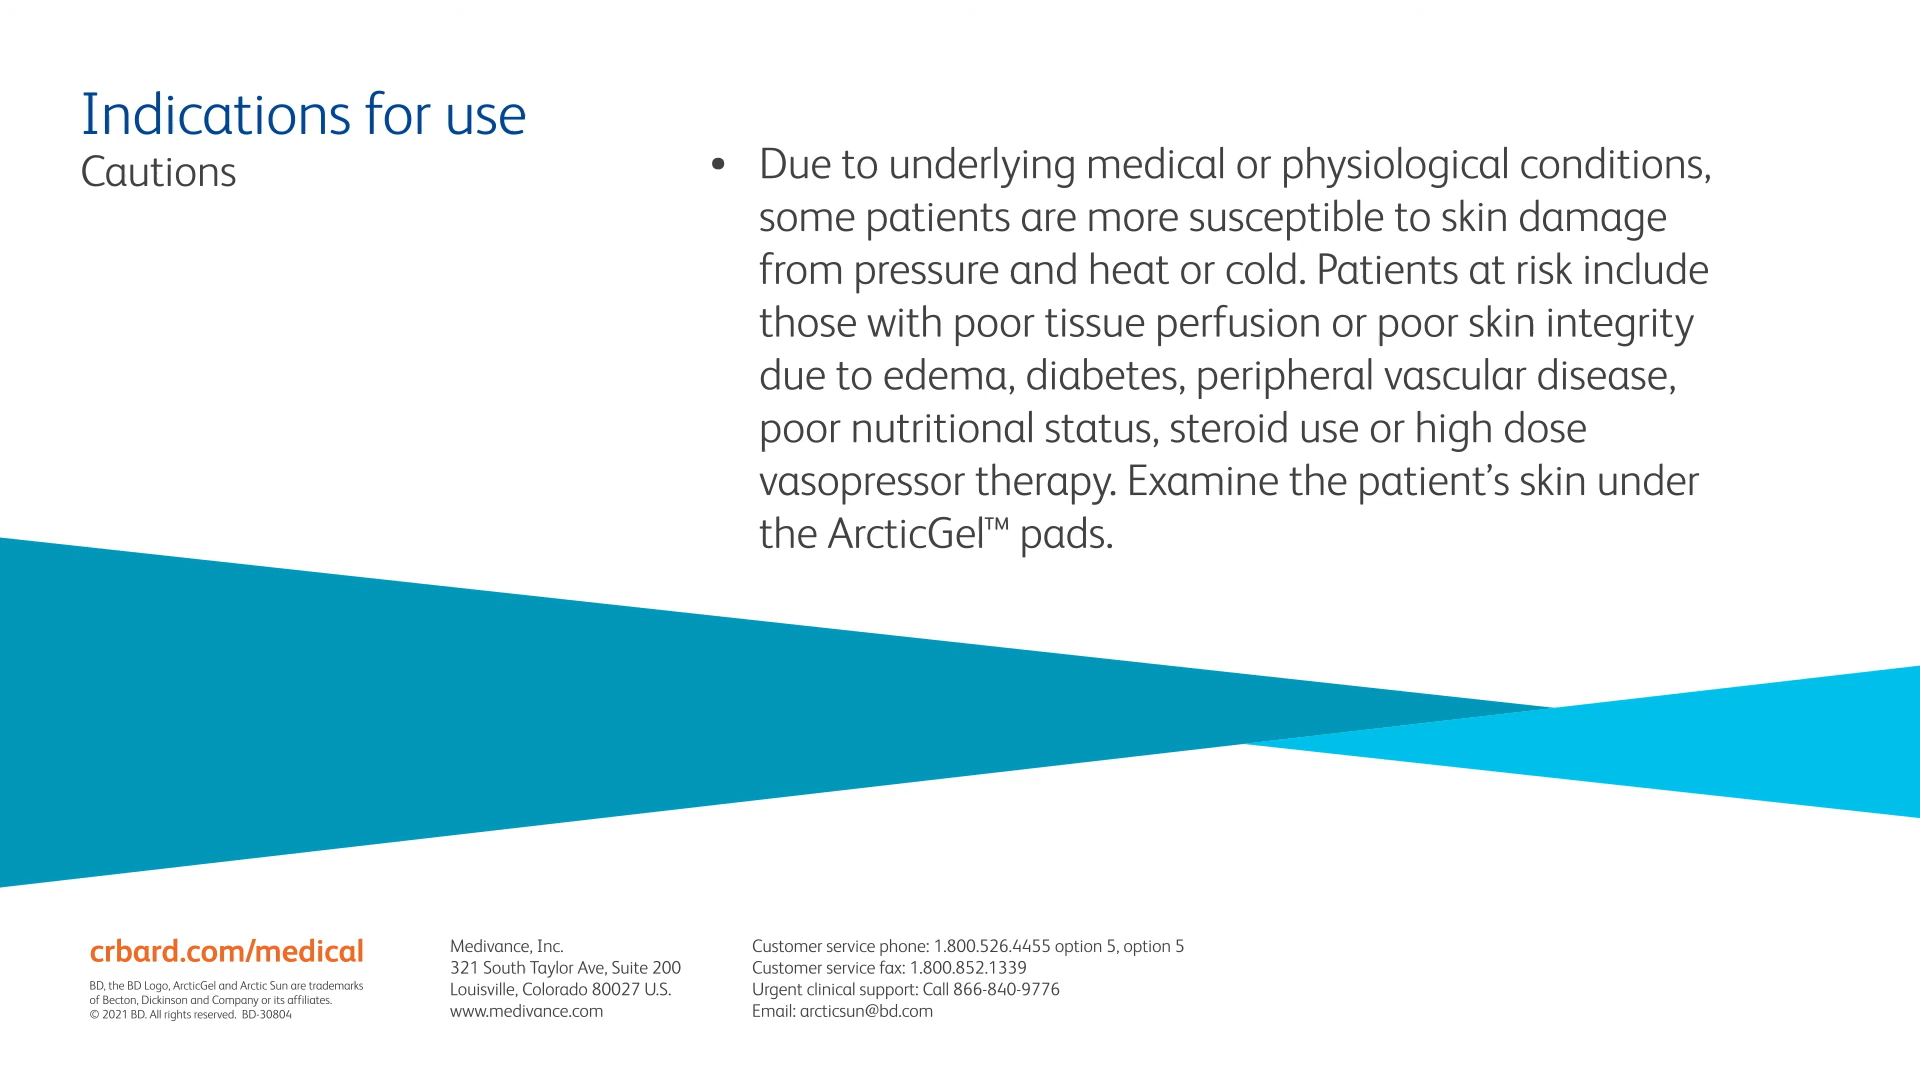 Indications for use
Cautions
• Due to underlying medical or physiological conditions,
some patients are more susceptible to skin damage
from pressure and heat or cold. Patients at risk include
those with poor tissue perfusion or poor skin integrity
due to edema, diabetes, peripheral vascular disease,
poor nutritional status, steroid use or high dose
vasopressor therapy. Examine the patient’s skin under
the ArcticGel™ pads.
crbard.com/medical
BD, the BD Logo, ArcticGel and Arctic Sun are trademarks
of Becton, Dickinson and Company or its affiliates.
© 2021 BD. All rights reserved. BD-30804
Medivance, Inc.
321 South Taylor Ave, Suite 200
Louisville, Colorado 80027 U.S.
www.medivance.com
Customer service phone: 1.800.526.4455 option 5, option 5
Customer service fax: 1.800.852.1339
Urgent clinical support: Call 866-840-9776
Email: arcticsun@bd.com